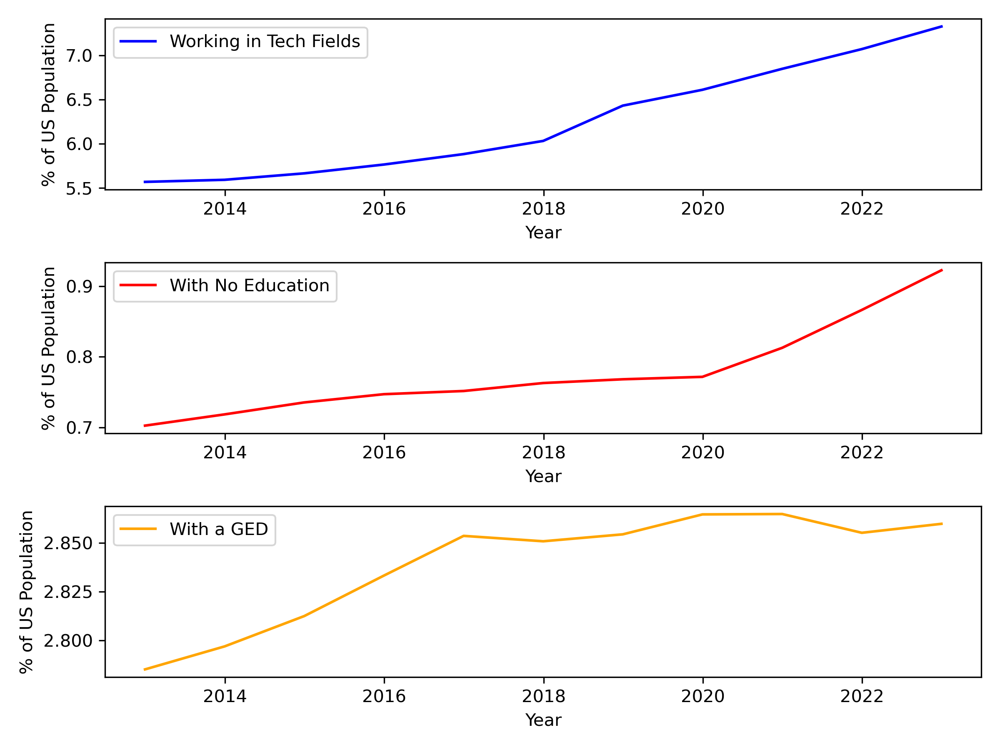 Working in Tech Fields
% of US Population
7.0
6.5
6.0
5.5
2014 2016 2018 2020 2022
Year
With No Education
% of US Population
0.9
0.8
0.7
2014 2016 2018 2020 2022
Year
With a GED
% of US Population
2.850
2.825
2.800
2014 2016 2018 2020 2022
Year